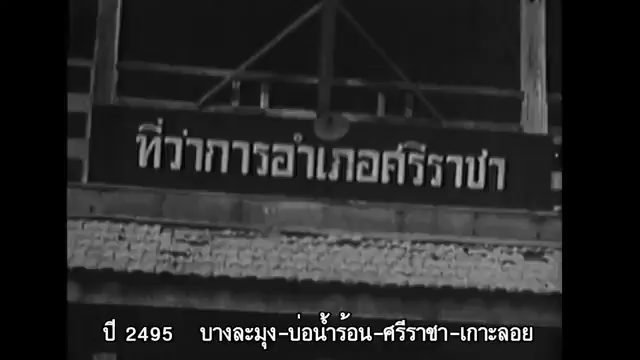 ที่ว่าการอำเภอศรีราชา
ปี 2495 บางละมุง-บ่อน้ำร้อน-ศรีราชา-เกาะลอย